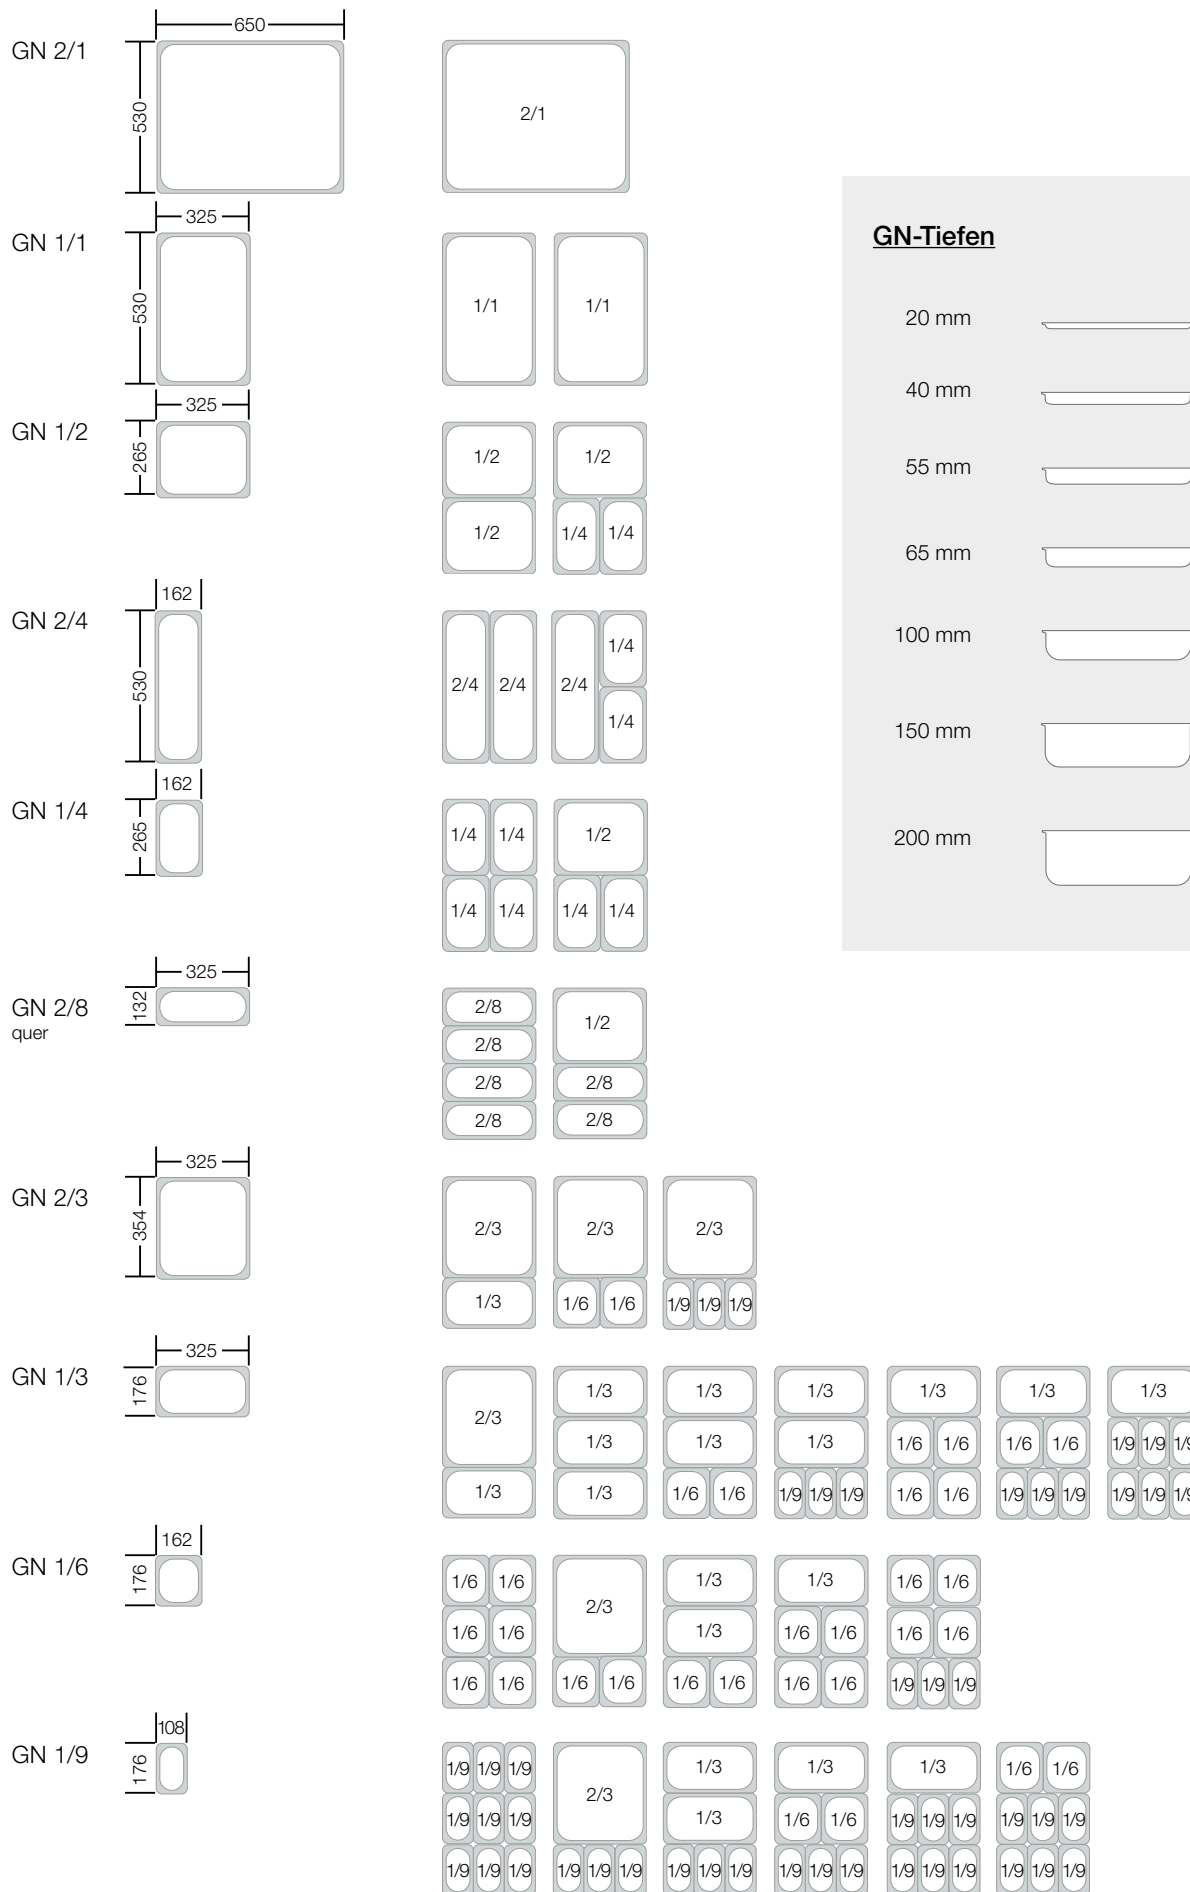 GN 2/1
650
530
2/1
GN 1/1
325
530
1/1 1/1
GN 1/2
325
265
1/2 1/2
1/2 1/4 1/4
GN 2/4
162
530
2/4 2/4 2/4 1/4
1/4
GN 1/4
162
265
1/4 1/4 1/2
1/4 1/4 1/4 1/4
GN 2/8
quer
325
132
2/8 1/2
2/8
2/8 2/8
2/8 2/8
GN 2/3
325
354
2/3 2/3 2/3
1/3 1/6 1/6 1/9 1/9 1/9
GN 1/3
325
176
2/3 1/3 1/3 1/3 1/3 1/3 1/3
1/3 1/3 1/3 1/6 1/6 1/6 1/6 1/9 1/9 1/9
1/3 1/3 1/6 1/6 1/9 1/9 1/9 1/6 1/6 1/9 1/9 1/9 1/9 1/9 1/9
GN 1/6
162
176
1/6 1/6 2/3 1/3 1/3 1/6 1/6
1/6 1/6 1/3 1/6 1/6 1/6 1/6
1/6 1/6 1/6 1/6 1/6 1/6 1/6 1/6 1/9 1/9 1/9
GN 1/9
108
176
1/9 1/9 1/9 2/3 1/3 1/3 1/3 1/6 1/6
1/9 1/9 1/9 1/3 1/6 1/6 1/9 1/9 1/9 1/9 1/9 1/9
1/9 1/9 1/9 1/9 1/9 1/9 1/9 1/9 1/9 1/9 1/9 1/9 1/9 1/9 1/9 1/9 1/9 1/9
GN-Tiefen
20 mm
40 mm
55 mm
65 mm
100 mm
150 mm
200 mm